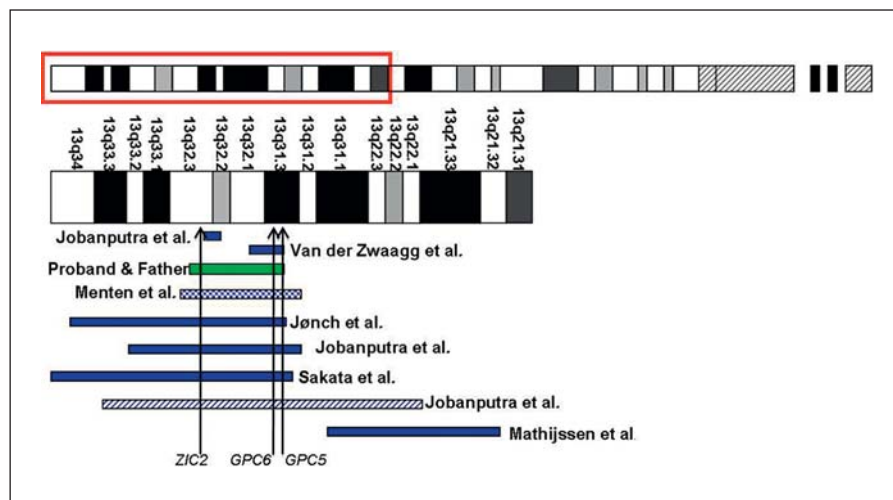 13q34
13q33.3
13q33.2
13q33.1
13q32.3
13q32.2
13q32.1
13q31.3
13q31.2
13q31.1
13q22.3
13q22.2
13q22.1
13q21.33
13q21.32
13q21.31
Jobanputra et al.
Van der Zwaagg et al.
Proband & Father
Menten et al.
Jønch et al.
Jobanputra et al.
Sakata et al.
Jobanputra et al.
Mathijssen et al
ZIC2 GPC6 GPC5